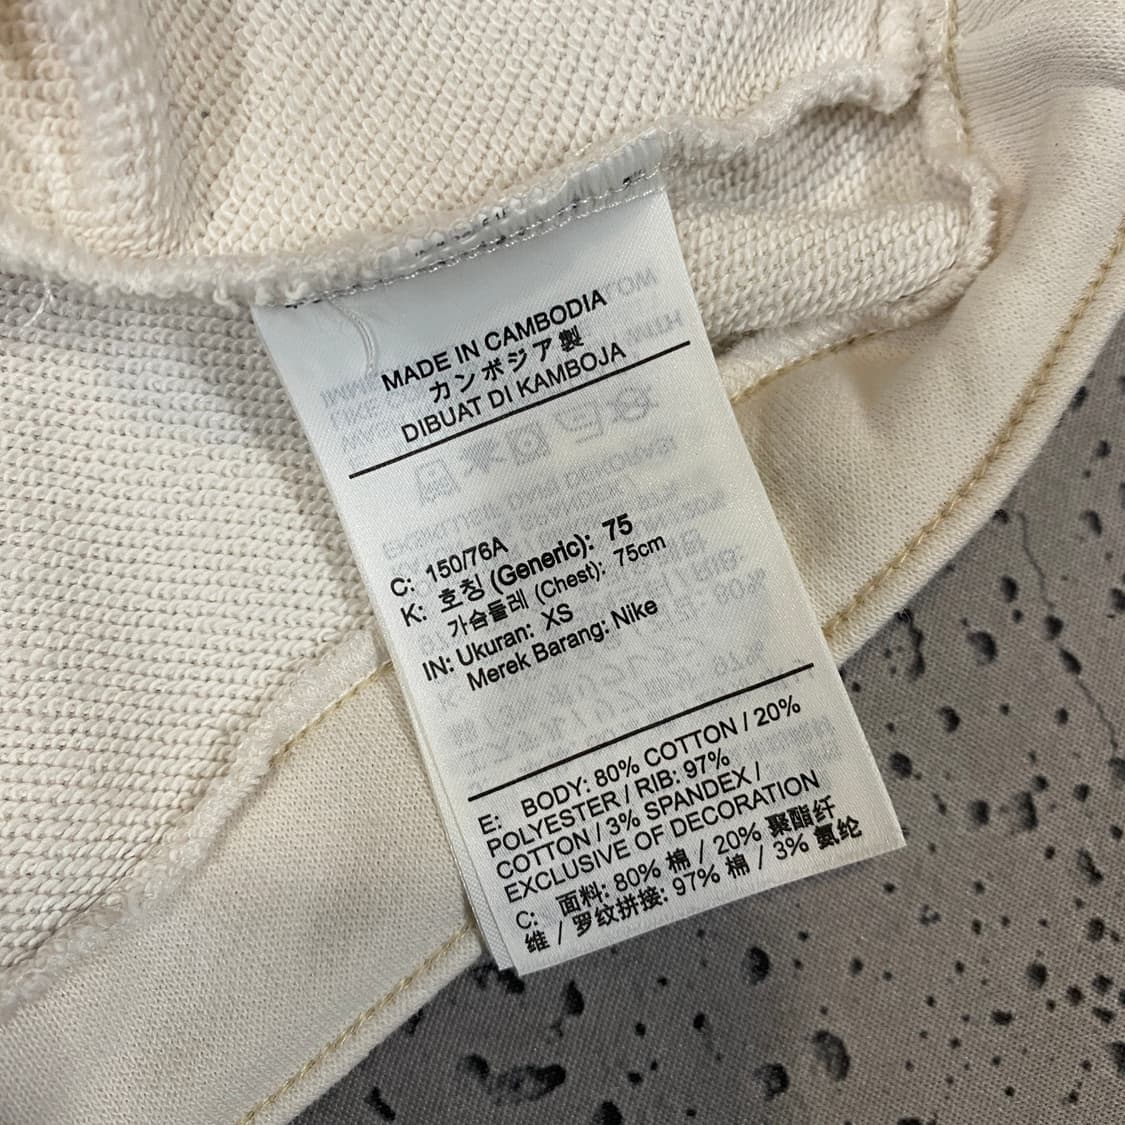 MADE IN CAMBODIA
カンボジア製
DIBUAT DI KAMBOJA
C: 150/76A
K: 호칭 (Generic): 75
가슴둘레 (Chest): 75cm
IN: Ukuran: XS
Merek Barang: Nike
E: BODY: 80% COTTON / 20%
POLYESTER / RIB: 97%
COTTON / 3% SPANDEX /
EXCLUSIVE OF DECORATION
C: 面料: 80% 棉 / 20% 聚酯纤
维 / 罗纹拼接: 97% 棉 / 3% 氨纶